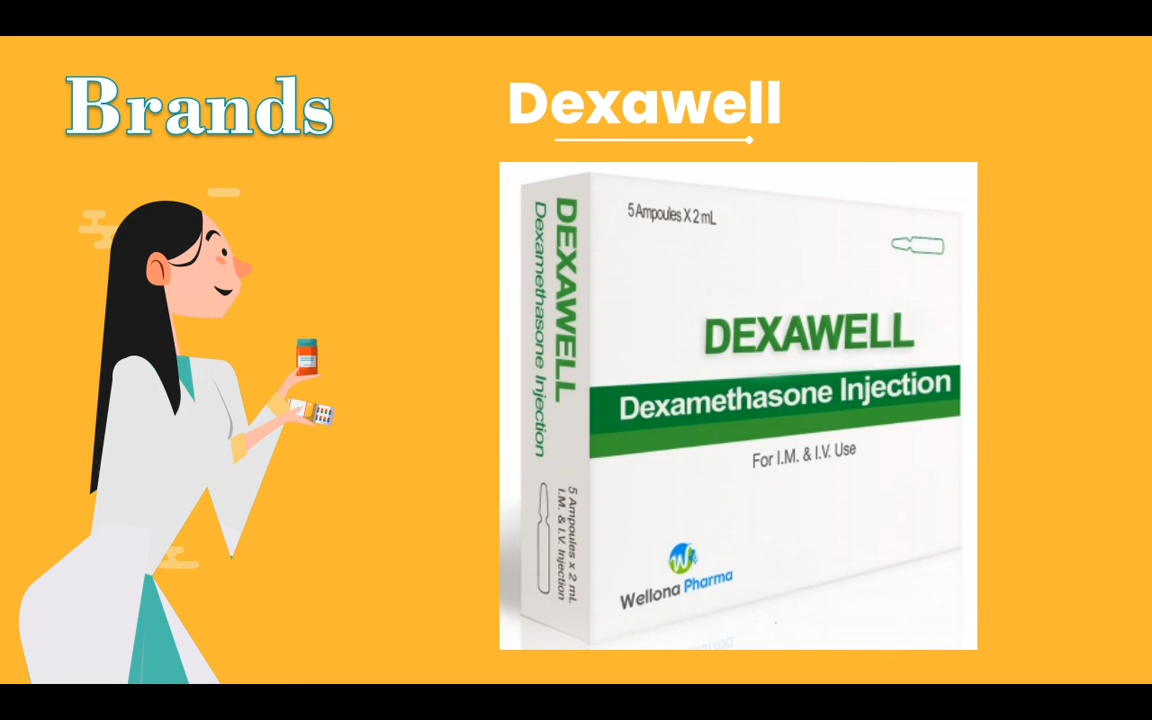 Brands
Dexawell
5 Ampoules X 2 mL
DEXAWELL
Dexamethasone Injection
For I.M. & I.V. Use
Wellona Pharma
DEXAWELL
Dexamethasone Injection
5 Ampoules x 2 mL
I.M. & I.V. Injection